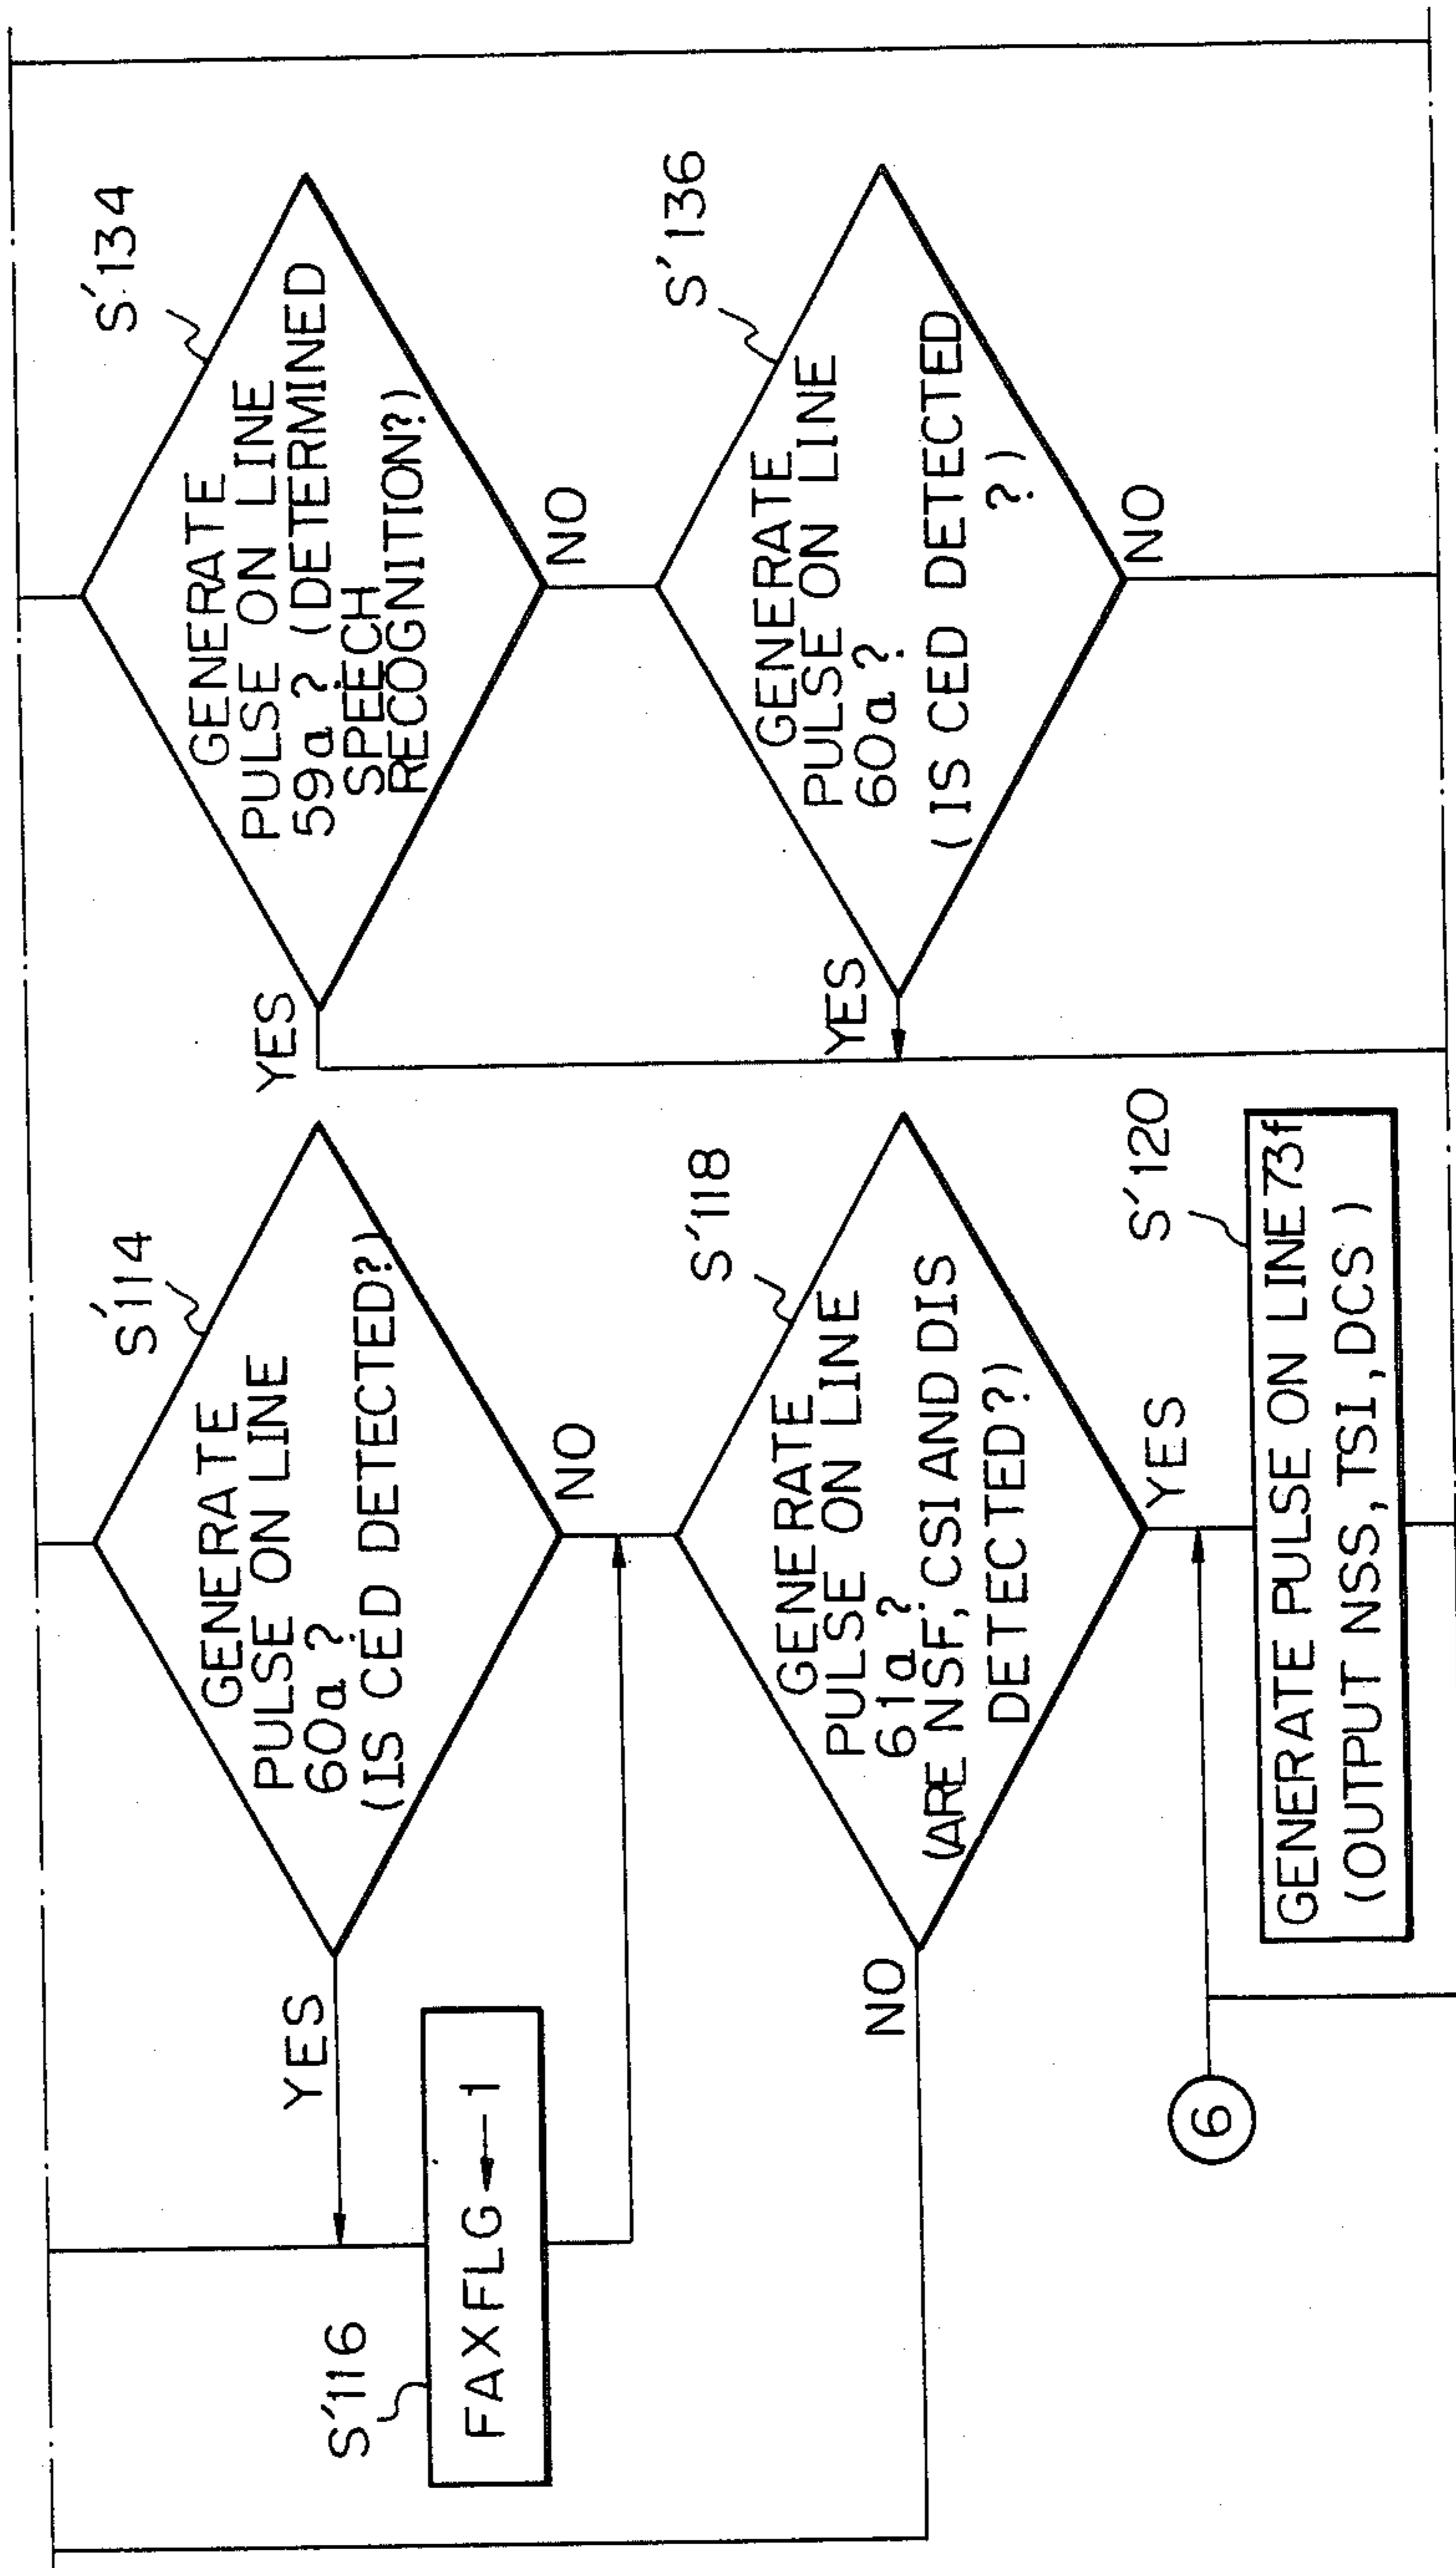 S'114
GENERATE
PULSE ON LINE
60a ?
(IS CED DETECTED?)
YES
NO
S'116
FAXFLG ← 1
S'118
GENERATE
PULSE ON LINE
61a ?
(ARE NSF, CSI AND DIS
DETECTED?)
NO
YES
6
S'120
GENERATE PULSE ON LINE 73f
(OUTPUT NSS, TSI, DCS )
S'134
GENERATE
PULSE ON LINE
59a ? (DETERMINED
SPEECH
RECOGNITION?)
YES
NO
S'136
GENERATE
PULSE ON LINE
60a ?
(IS CED DETECTED
?)
YES
NO